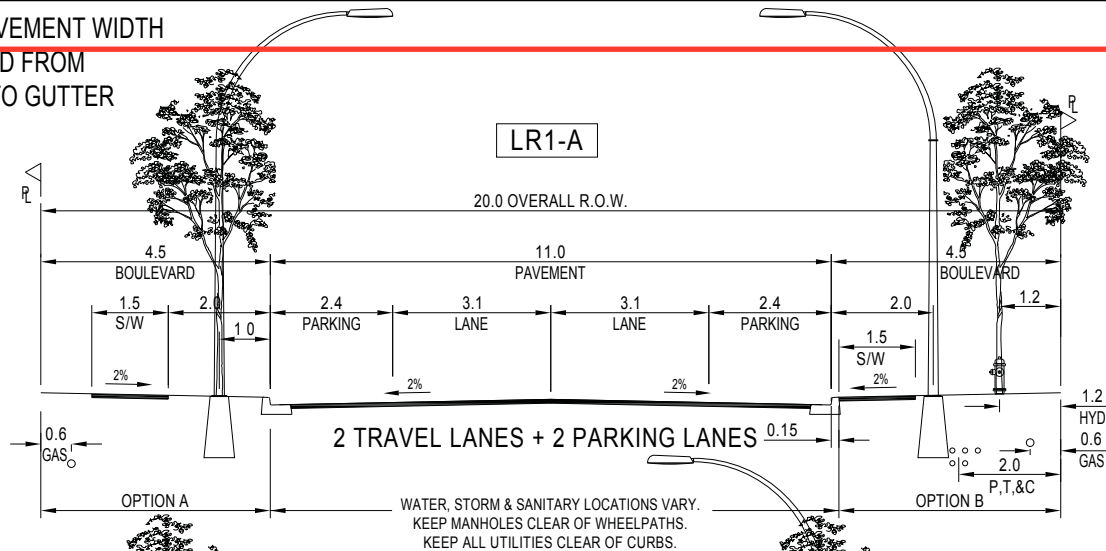 VEMENT WIDTH
D FROM
O GUTTER
LR1-A
20.0 OVERALL R.O.W.
4.5
BOULEVARD
11.0
PAVEMENT
4.5
BOULEVARD
1.5
S/W
2.0
1 0
2.4
PARKING
3.1
LANE
3.1
LANE
2.4
PARKING
2.0
1.2
1.5
S/W
2%
2%
2%
2%
0.6
GAS
2 TRAVEL LANES + 2 PARKING LANES
0.15
1.2
HYD
0.6
GAS
2.0
P,T,&C
OPTION A
WATER, STORM & SANITARY LOCATIONS VARY.
KEEP MANHOLES CLEAR OF WHEELPATHS.
KEEP ALL UTILITIES CLEAR OF CURBS.
OPTION B